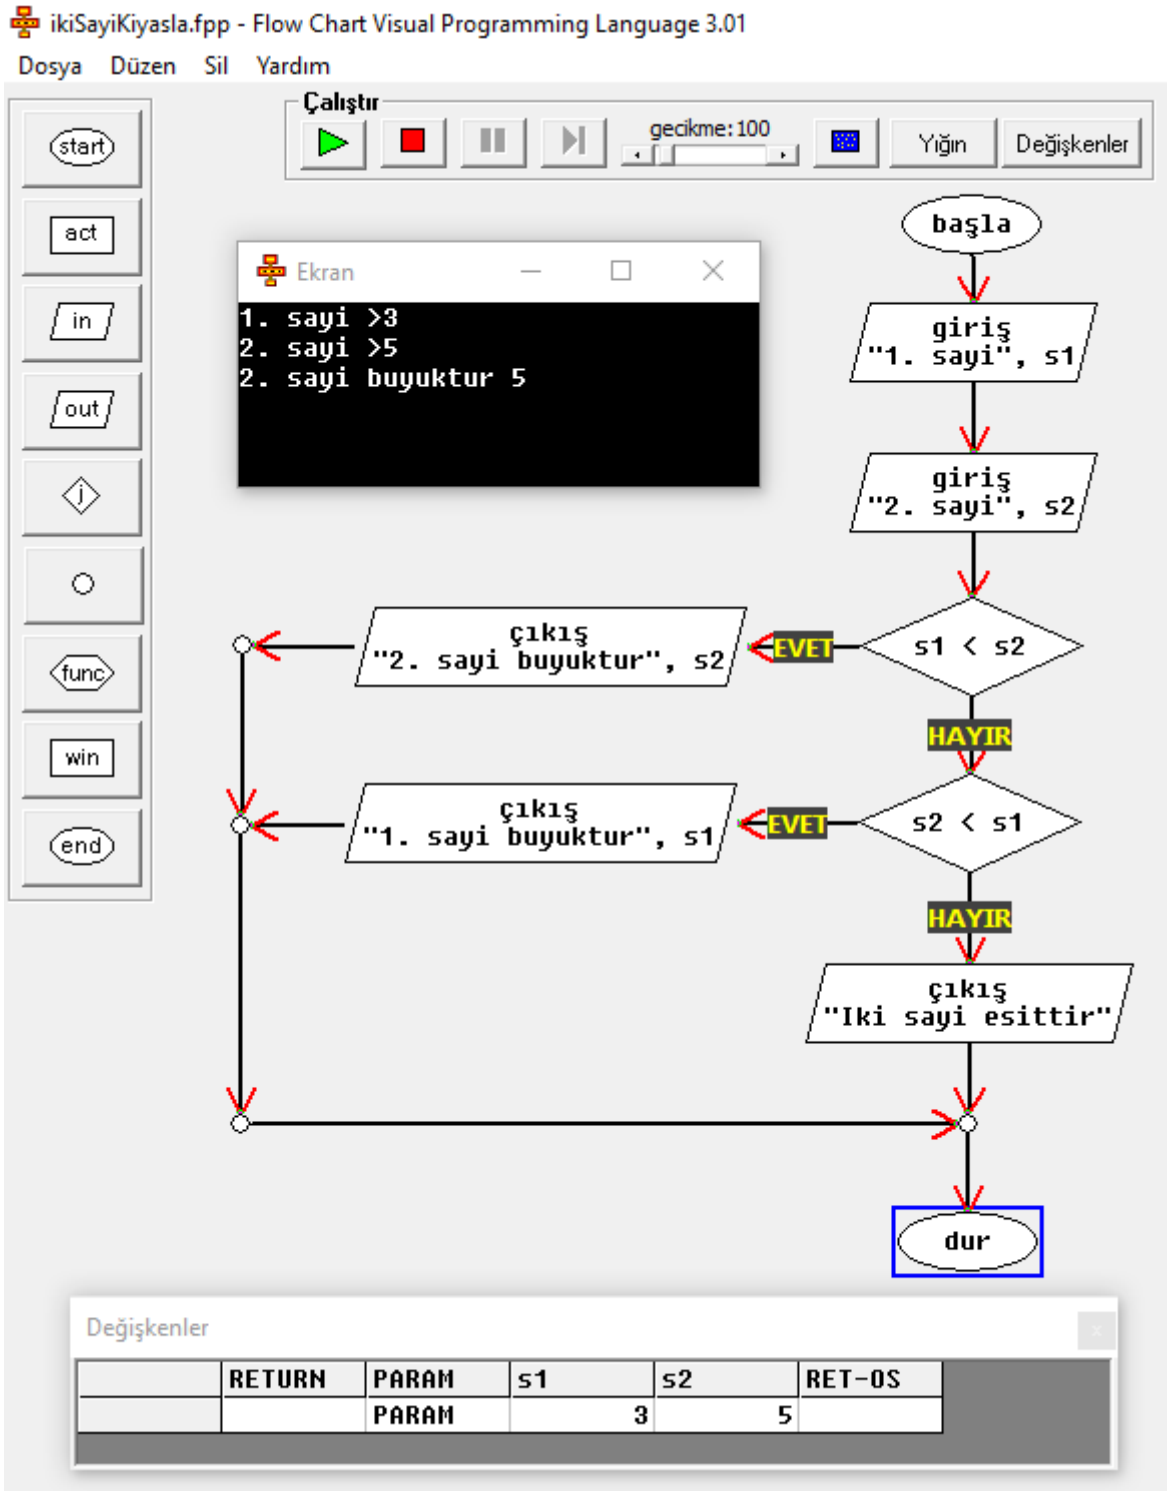 ikiSayiKiyasla.fpp - Flow Chart Visual Programming Language 3.01
Dosya Düzen Sil Yardım
Çalıştır
gecikme:100
Yığın
Değişkenler
start
act
in
out
j
func
win
end
Ekran
1. sayi >3
2. sayi >5
2. sayi buyuktur 5
başla
giriş
"1. sayi", s1
giriş
"2. sayi", s2
s1 < s2
EVET
çıkış
"2. sayi buyuktur", s2
HAYIR
s2 < s1
EVET
çıkış
"1. sayi buyuktur", s1
HAYIR
çıkış
"Iki sayi esittir"
dur
Değişkenler
x
RETURN PARAM s1 s2 RET-OS
PARAM 3 5